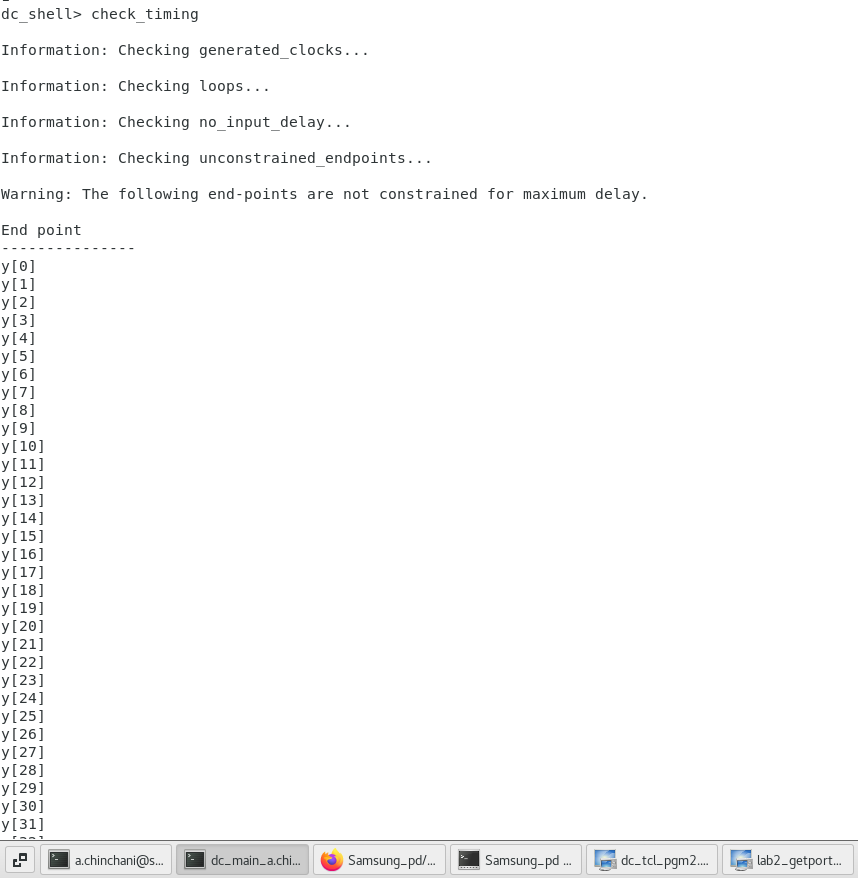 dc_shell> check_timing
Information: Checking generated_clocks...
Information: Checking loops...
Information: Checking no_input_delay...
Information: Checking unconstrained_endpoints...
Warning: The following end-points are not constrained for maximum delay.
End point
---------------
y[0]
y[1]
y[2]
y[3]
y[4]
y[5]
y[6]
y[7]
y[8]
y[9]
y[10]
y[11]
y[12]
y[13]
y[14]
y[15]
y[16]
y[17]
y[18]
y[19]
y[20]
y[21]
y[22]
y[23]
y[24]
y[25]
y[26]
y[27]
y[28]
y[29]
y[30]
y[31]
a.chinchani@s... dc_main_a.chi... Samsung_pd/... Samsung_pd ... dc_tcl_pgm2.... lab2_getport...